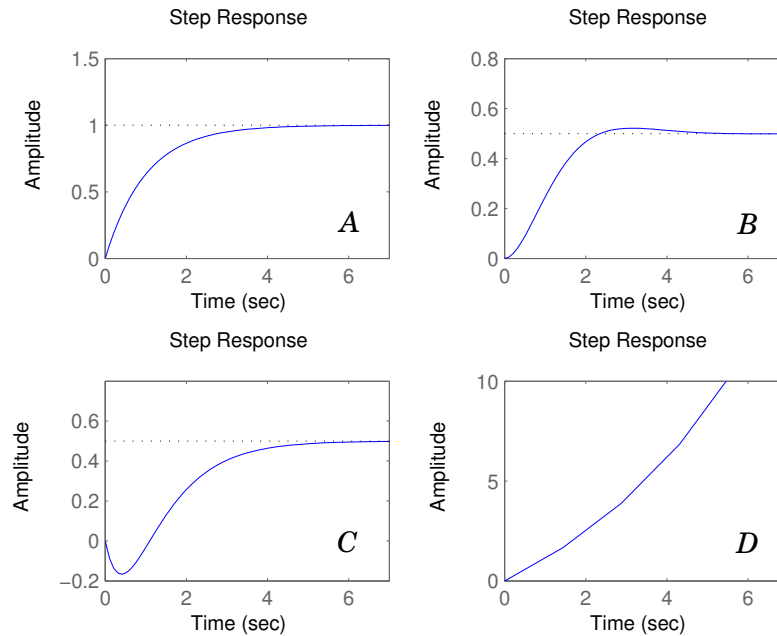 Step Response
1.5
1
0.5
0
0 2 4 6
Amplitude
Time (sec)
A
Step Response
0.8
0.6
0.4
0.2
0
0 2 4 6
Amplitude
Time (sec)
B
Step Response
0.6
0.4
0.2
0
−0.2
0 2 4 6
Amplitude
Time (sec)
C
Step Response
10
5
0
0 2 4 6
Amplitude
Time (sec)
D